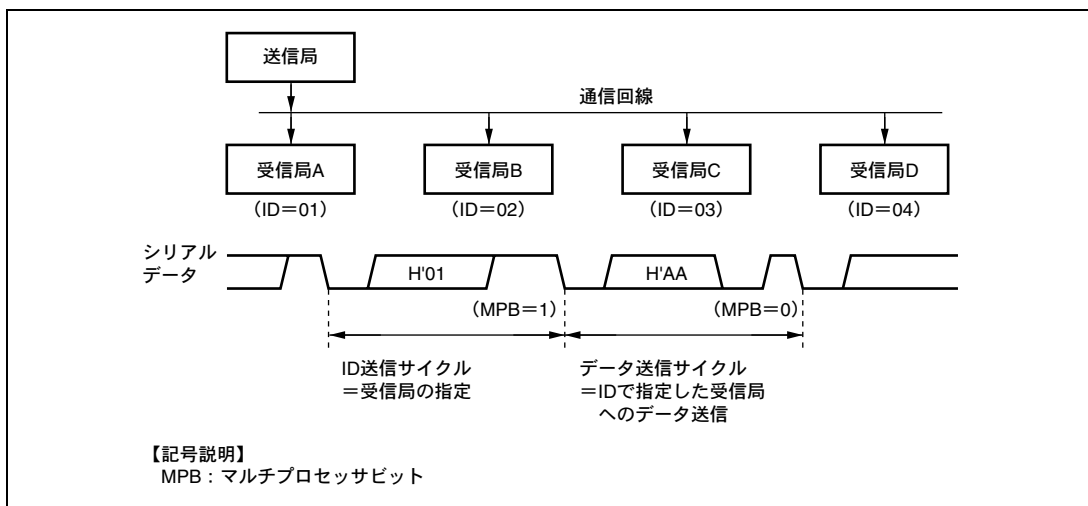 送信局
通信回線
受信局A
受信局B
受信局C
受信局D
（ID＝01）
（ID＝02）
（ID＝03）
（ID＝04）
シリアル
データ
H'01
H'AA
（MPB＝1）
（MPB＝0）
ID送信サイクル
＝受信局の指定
データ送信サイクル
＝IDで指定した受信局
へのデータ送信
【記号説明】
MPB：マルチプロセッサビット